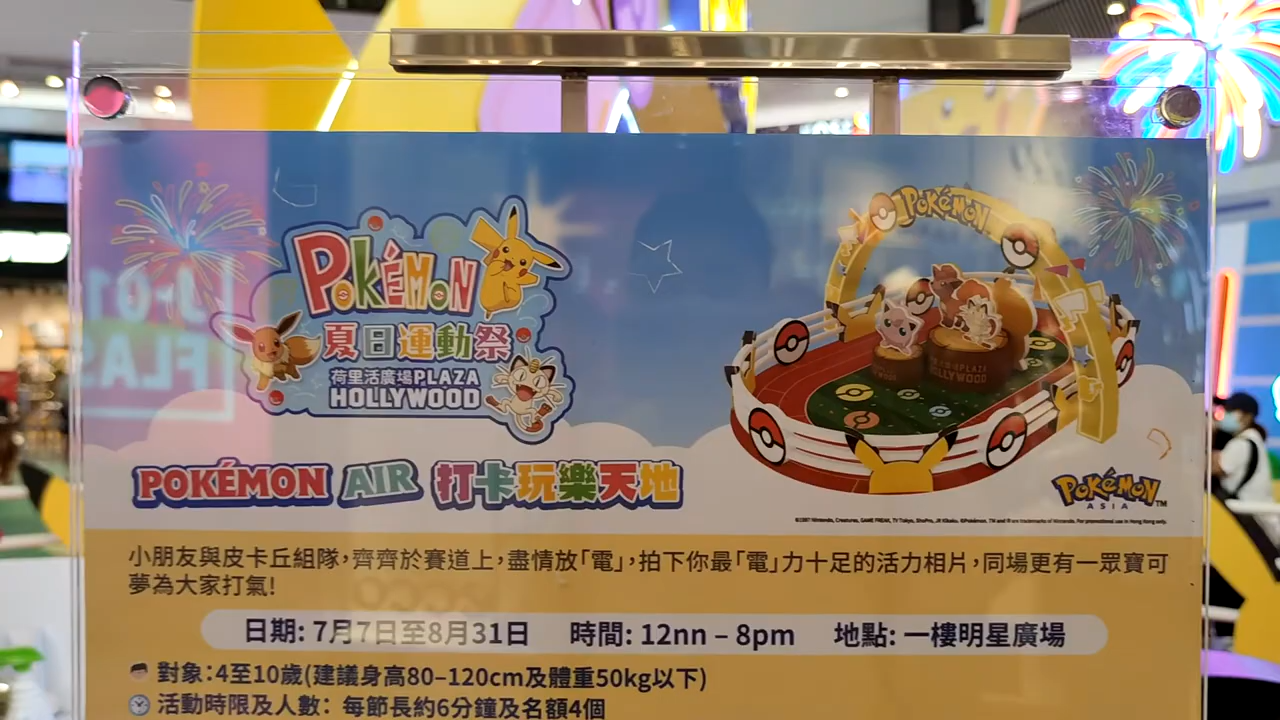 Pokémon
Pokémon
夏日運動祭
荷里活廣場PLAZA
HOLLYWOOD
HOLLYWOOD
POKÉMON AIR 打卡玩樂天地
Pokémon
ASIA
小朋友與皮卡丘組隊，齊齊於賽道上，盡情放「電」，拍下你最「電」力十足的活力相片，同場更有一眾寶可
夢為大家打氣！
日期: 7月7日至8月31日 時間: 12nn – 8pm 地點: 一樓明星廣場
對象：4至10歲(建議身高80–120cm及體重50kg以下)
活動時限及人數： 每節長約6分鐘及名額4個